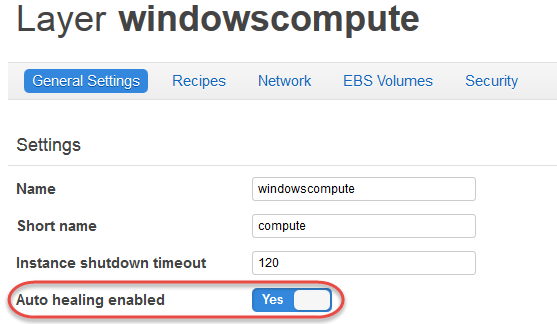 Layer windowscompute
General Settings Recipes Network EBS Volumes Security
Settings
Name windowscompute
Short name compute
Instance shutdown timeout 120
Auto healing enabled Yes